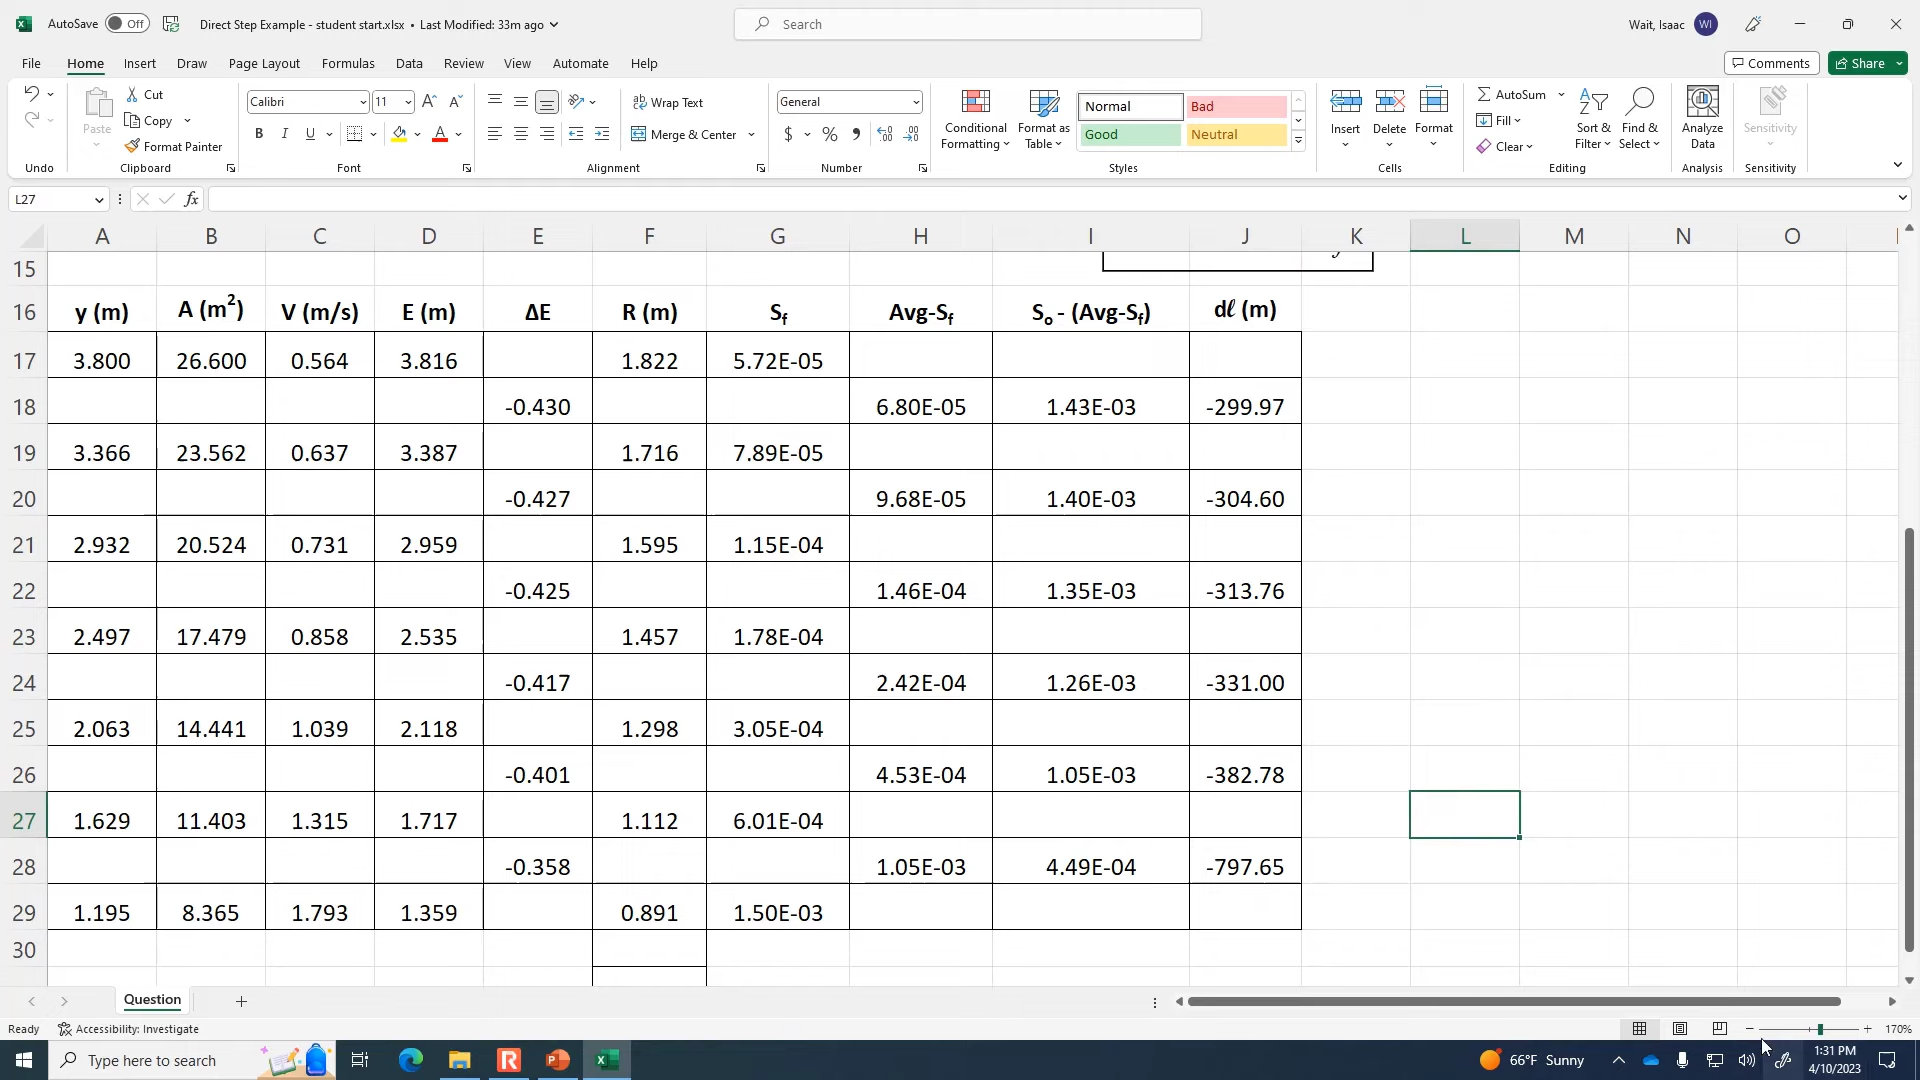 AutoSave Off Direct Step Example - student start.xlsx • Last Modified: 33m ago Search Wait, Isaac WI
File Home Insert Draw Page Layout Formulas Data Review View Automate Help Comments Share
Paste Cut Copy Format Painter
Calibri 11 B I U A
ab Wrap Text Merge & Center
General $ % 9
Conditional Formatting Format as Table Normal Bad Good Neutral
Insert Delete Format
AutoSum Fill Clear Sort & Filter Find & Select
Analyze Data Sensitivity
Undo Clipboard Font Alignment Number Styles Cells Editing Analysis Sensitivity
L27 fx
A B C D E F G H I J K L M N O
15
16 y (m) A (m²) V (m/s) E (m) ΔE R (m) Sf Avg-Sf So - (Avg-Sf) dℓ (m)
17 3.800 26.600 0.564 3.816 1.822 5.72E-05
18 -0.430 6.80E-05 1.43E-03 -299.97
19 3.366 23.562 0.637 3.387 1.716 7.89E-05
20 -0.427 9.68E-05 1.40E-03 -304.60
21 2.932 20.524 0.731 2.959 1.595 1.15E-04
22 -0.425 1.46E-04 1.35E-03 -313.76
23 2.497 17.479 0.858 2.535 1.457 1.78E-04
24 -0.417 2.42E-04 1.26E-03 -331.00
25 2.063 14.441 1.039 2.118 1.298 3.05E-04
26 -0.401 4.53E-04 1.05E-03 -382.78
27 1.629 11.403 1.315 1.717 1.112 6.01E-04
28 -0.358 1.05E-03 4.49E-04 -797.65
29 1.195 8.365 1.793 1.359 0.891 1.50E-03
30
Question
Ready Accessibility: Investigate 170%
Type here to search 66°F Sunny 1:31 PM
4/10/2023